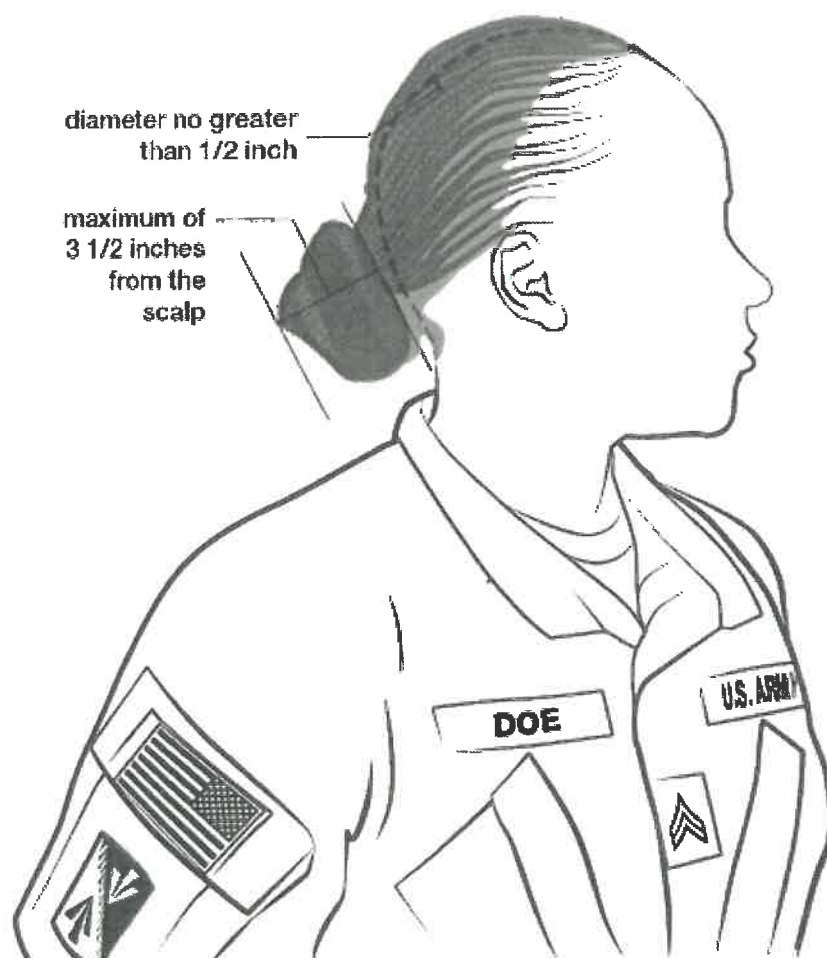 diameter no greater
than 1/2 inch
maximum of
3 1/2 inches
from the
scalp
DOE
U.S. ARMY